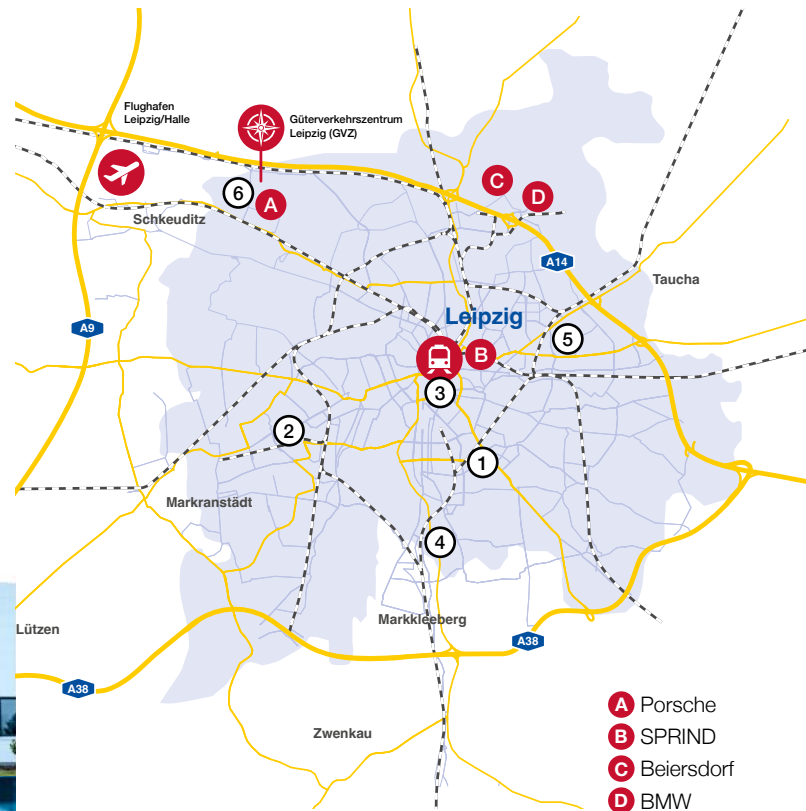 Flughafen
Leipzig/Halle
Güterverkehrszentrum
Leipzig (GVZ)
6
A
C
D
Schkeuditz
A14
Taucha
Leipzig
A9
5
B
3
2
1
Markranstädt
4
Markkleeberg
Lützen
A38
A38
Zwenkau
A Porsche
B SPRIND
C Beiersdorf
D BMW